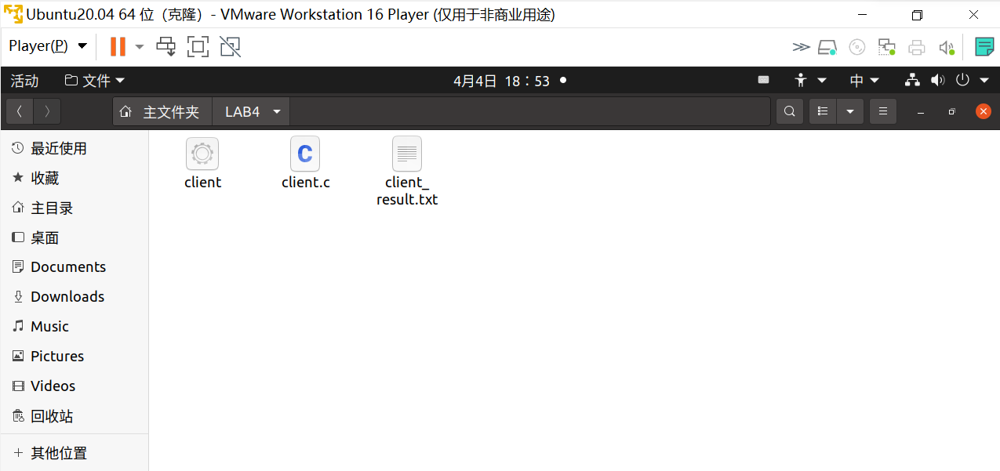 Ubuntu20.04 64 位（克隆）- VMware Workstation 16 Player (仅用于非商业用途)
Player(P)
活动 文件 4月4日 18：53 中
主文件夹 LAB4
最近使用
收藏
主目录
桌面
Documents
Downloads
Music
Pictures
Videos
回收站
其他位置
client
C
client.c
client_
result.txt